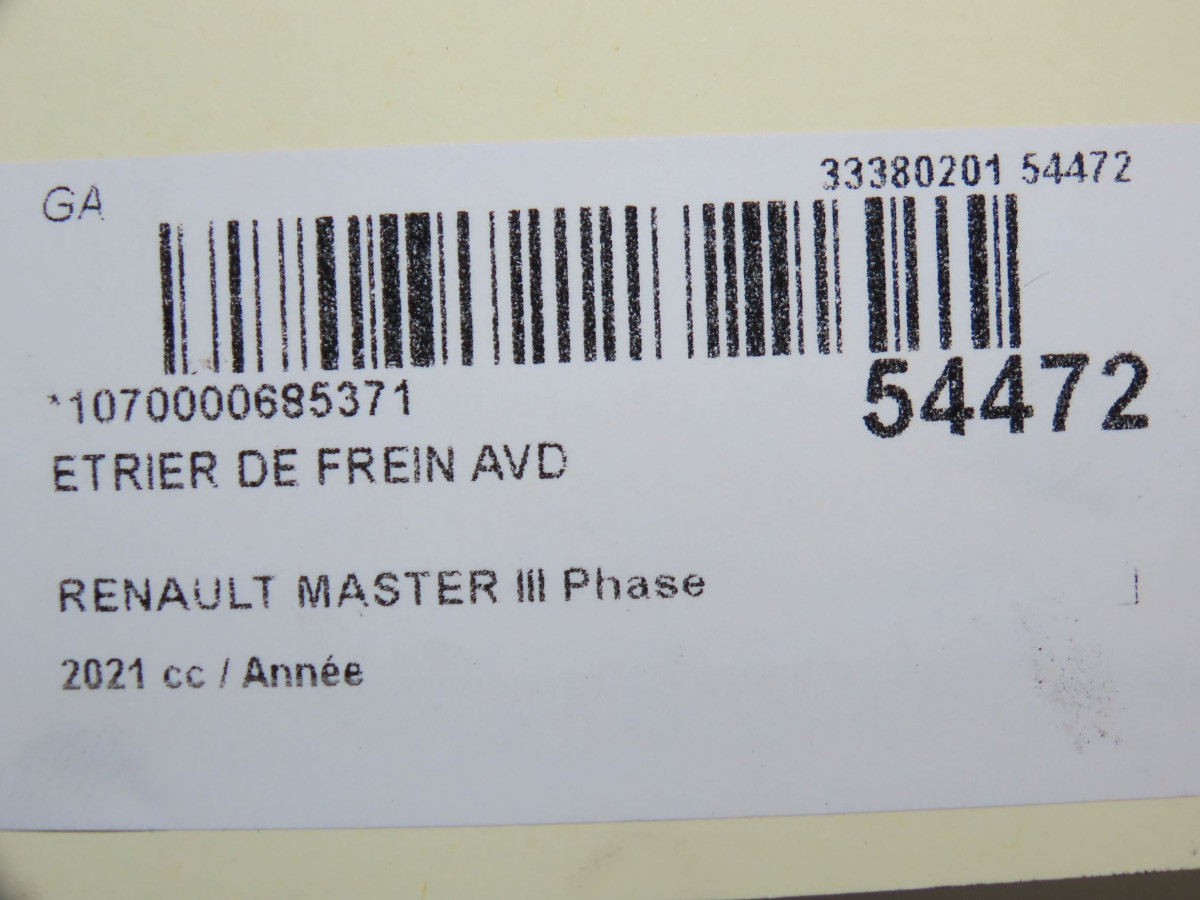 GA
33380201 54472
*1070000685371
54472
ETRIER DE FREIN AVD
RENAULT MASTER III Phase
2021 cc / Année